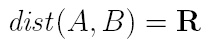 dist(A, B) = R